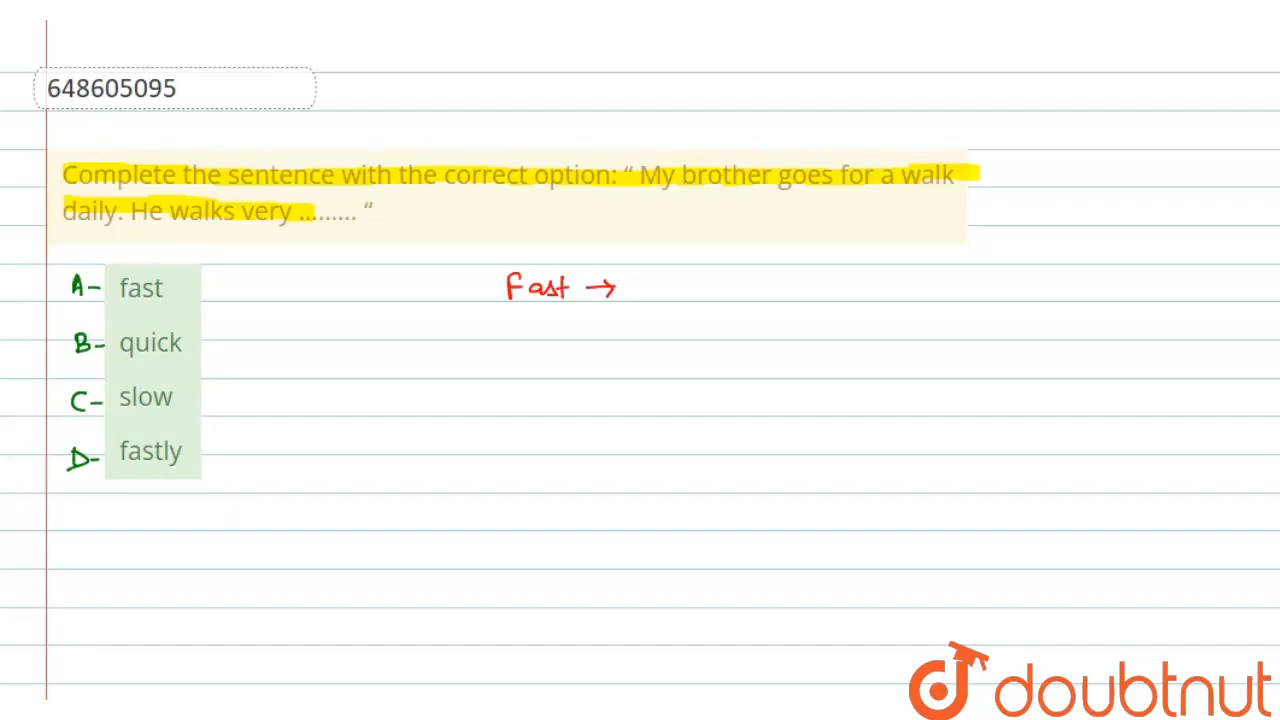 648605095
Complete the sentence with the correct option: “ My brother goes for a walk
daily. He walks very ......... “
A- fast
Fast →
B- quick
C- slow
D- fastly
doubtnut